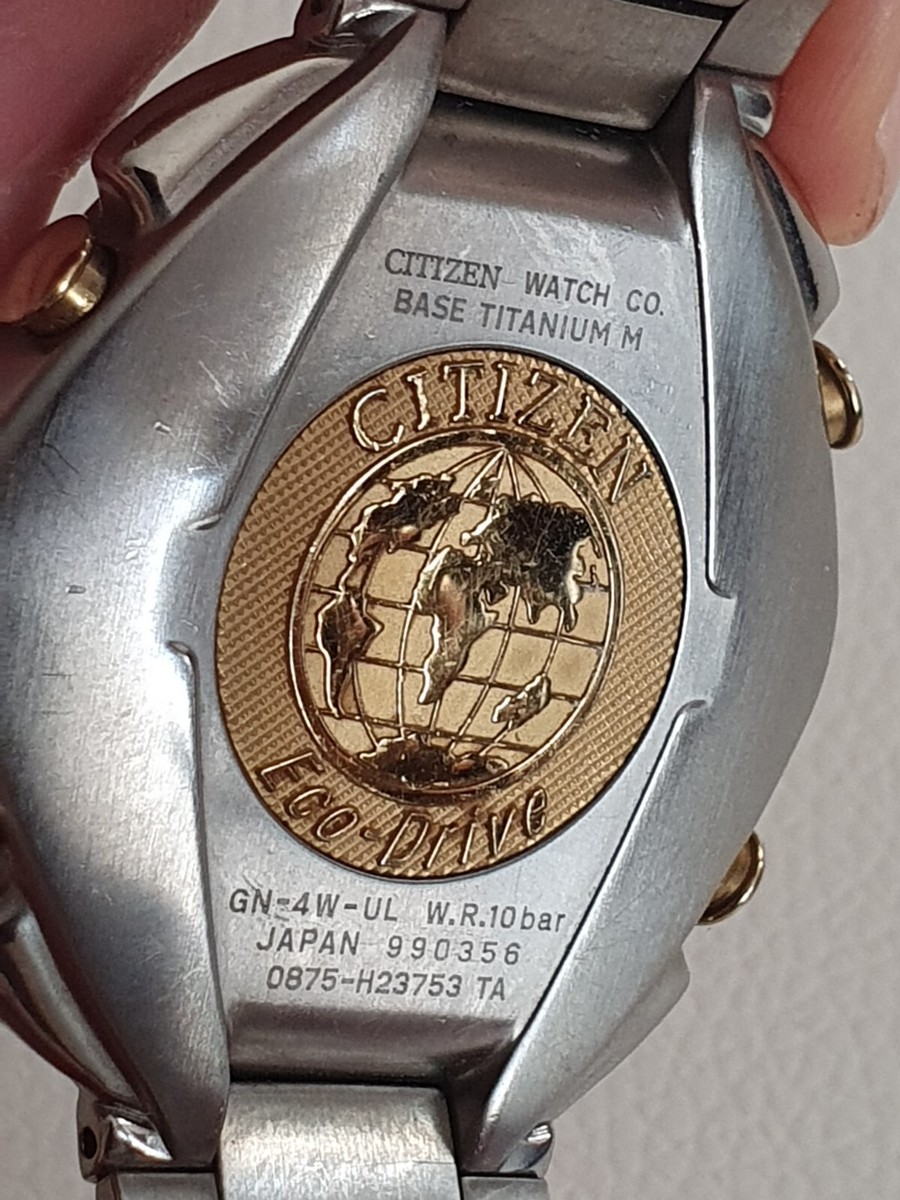 CITIZEN WATCH CO.
BASE TITANIUM M
CITIZEN
Eco-Drive
GN-4W-UL W.R.10bar
JAPAN 990356
0875-H23753 TA